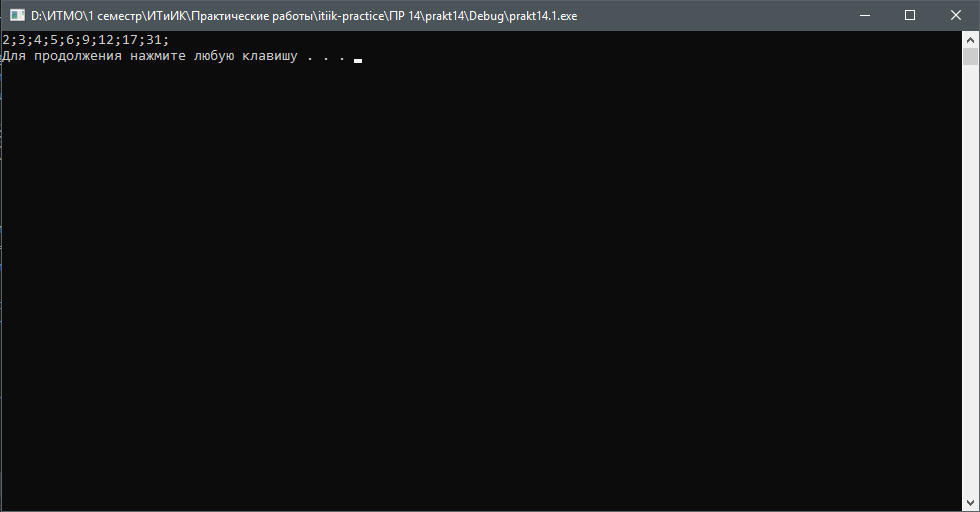 D:\ИТМО\1 семестр\ИТиИК\Практические работы\itiik-practice\ПР 14\prakt14\Debug\prakt14.1.exe
2;3;4;5;6;9;12;17;31;
Для продолжения нажмите любую клавишу . . .